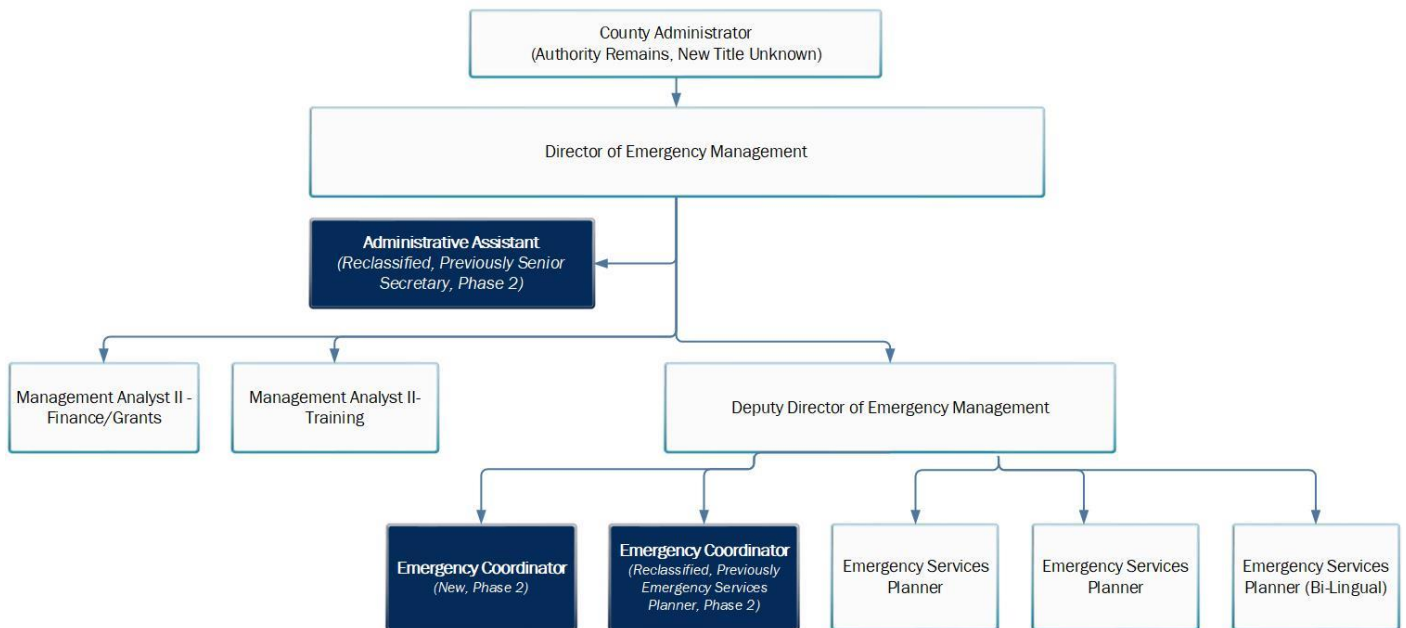 County Administrator
(Authority Remains, New Title Unknown)
Director of Emergency Management
Administrative Assistant
(Reclassified, Previously Senior
Secretary, Phase 2)
Management Analyst II -
Finance/Grants
Management Analyst II-
Training
Deputy Director of Emergency Management
Emergency Coordinator
(New, Phase 2)
Emergency Coordinator
(Reclassified, Previously
Emergency Services
Planner, Phase 2)
Emergency Services
Planner
Emergency Services
Planner
Emergency Services
Planner (Bi-Lingual)